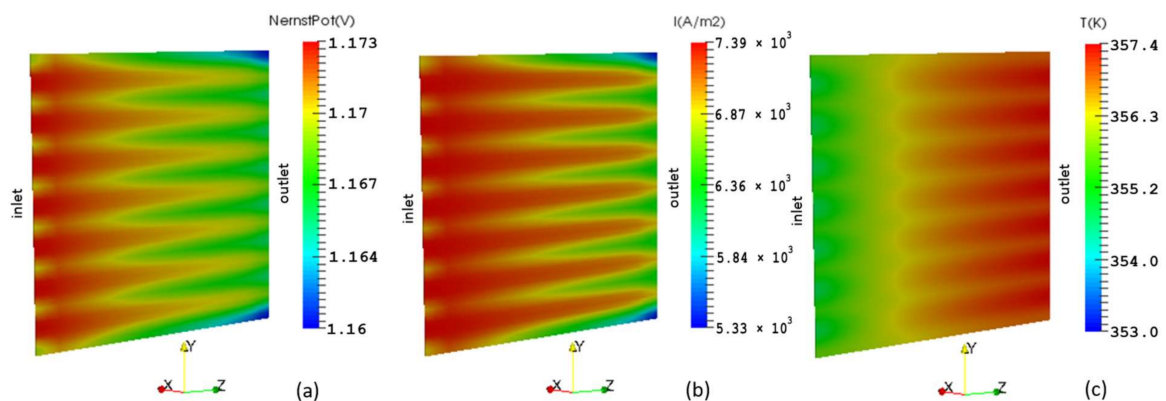 NernstPot(V)
1.173
1.17
1.167
1.164
1.16
inlet
outlet
X
Y
Z
(a)
I(A/m2)
7.39 × 10³
6.87 × 10³
6.36 × 10³
5.84 × 10³
5.33 × 10³
inlet
outlet
X
Y
Z
(b)
T(K)
357.4
356.3
355.2
354.0
353.0
inlet
outlet
X
Y
Z
(c)